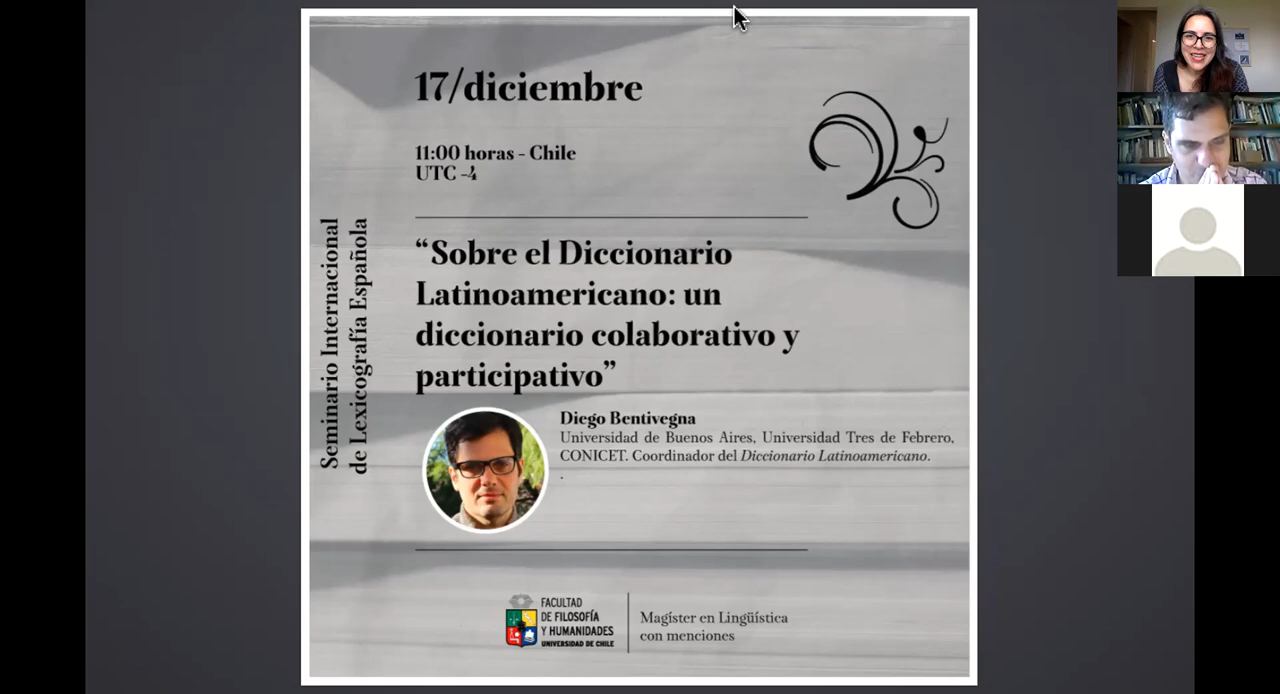 17/diciembre
11:00 horas - Chile
UTC -4
Seminario Internacional
de Lexicografía Española
“Sobre el Diccionario
Latinoamericano: un
diccionario colaborativo y
participativo”
Diego Bentivegna
Universidad de Buenos Aires, Universidad Tres de Febrero,
CONICET. Coordinador del Diccionario Latinoamericano.
.
FACULTAD
DE FILOSOFÍA
Y HUMANIDADES
UNIVERSIDAD DE CHILE
Magíster en Lingüística
con menciones